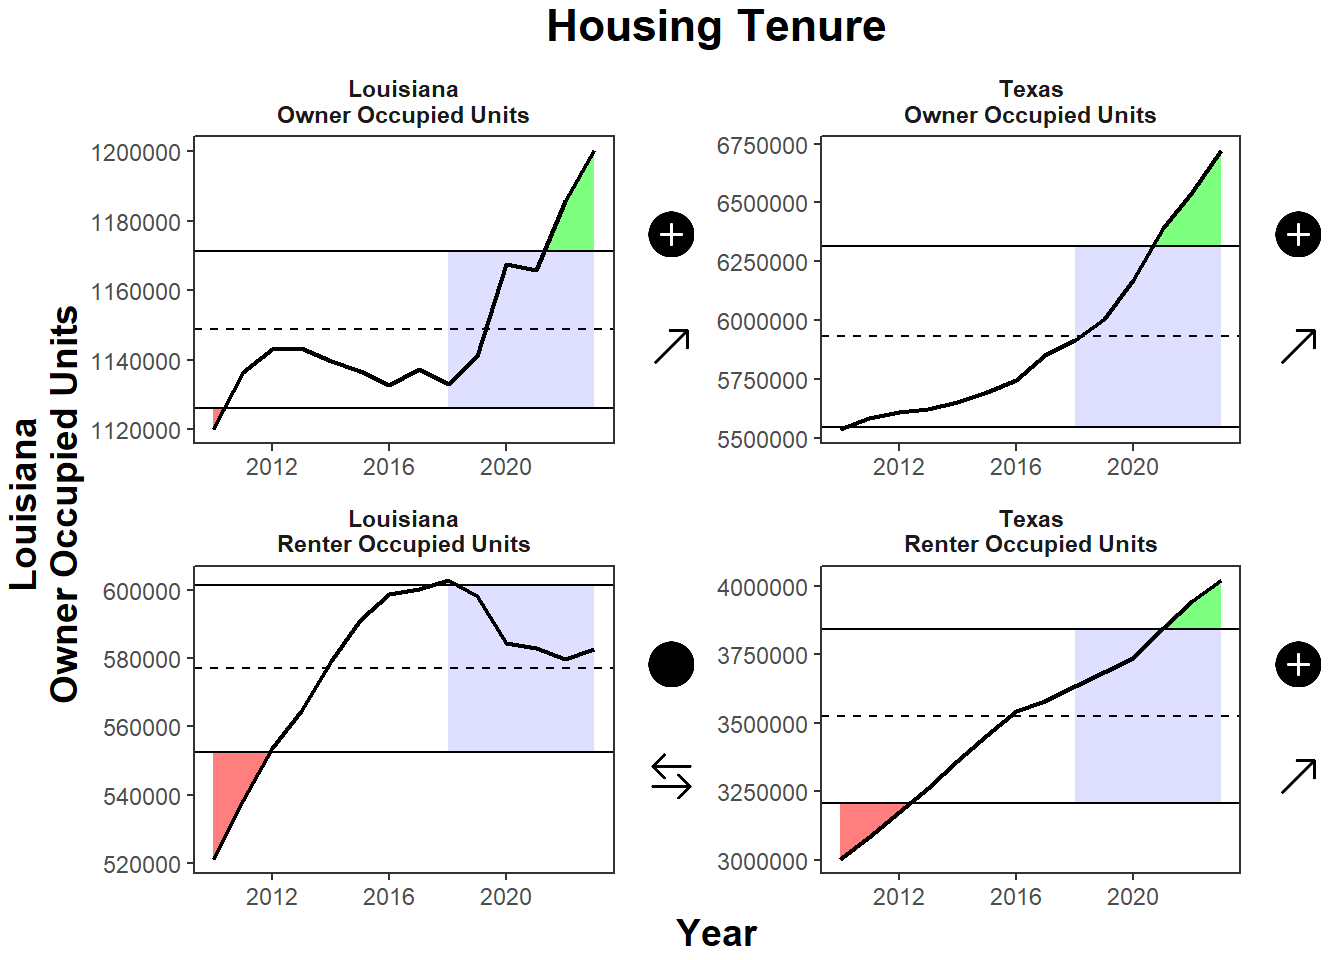 Housing Tenure
Louisiana
Owner Occupied Units
Texas
Owner Occupied Units
Louisiana
Owner Occupied Units
1200000
1180000
1160000
1140000
1120000
2012
2016
2020
6750000
6500000
6250000
6000000
5750000
5500000
2012
2016
2020
Louisiana
Renter Occupied Units
Texas
Renter Occupied Units
600000
580000
560000
540000
520000
2012
2016
2020
4000000
3750000
3500000
3250000
3000000
2012
2016
2020
Year